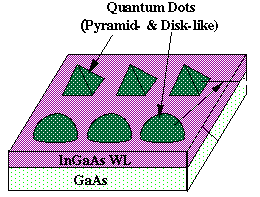 Quantum Dots
(Pyramid- & Disk-like)
InGaAs WL
GaAs